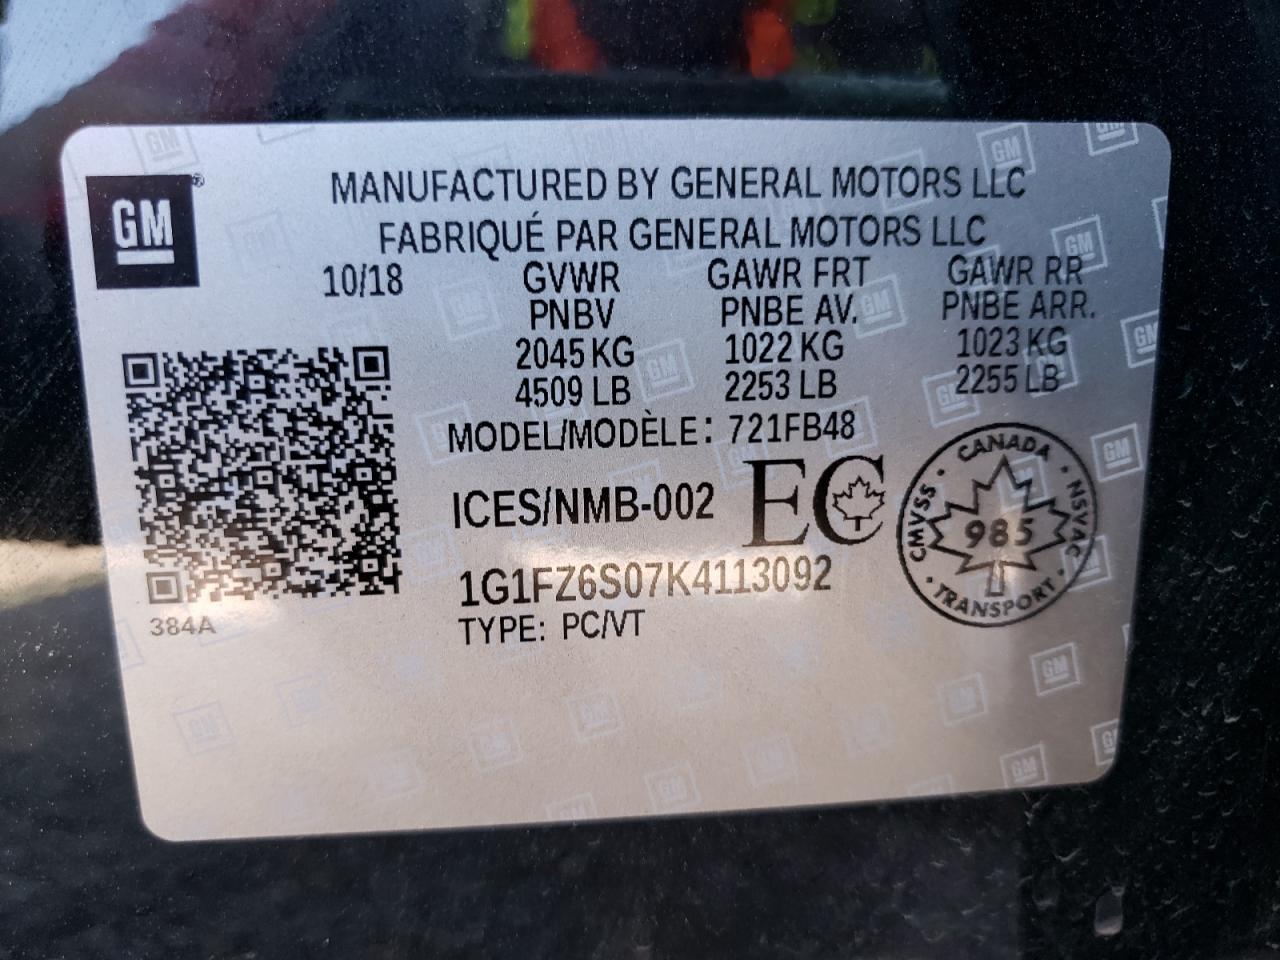 GM
MANUFACTURED BY GENERAL MOTORS LLC
FABRIQUÉ PAR GENERAL MOTORS LLC
10/18 GVWR GAWR FRT GAWR RR
PNBV PNBE AV. PNBE ARR.
2045 KG 1022 KG 1023 KG
4509 LB 2253 LB 2255 LB
MODEL/MODÈLE: 721FB48
ICES/NMB-002 EC
CANADA
CMVSS 985 NSVAC
TRANSPORT
1G1FZ6S07K4113092
TYPE: PC/VT
384A